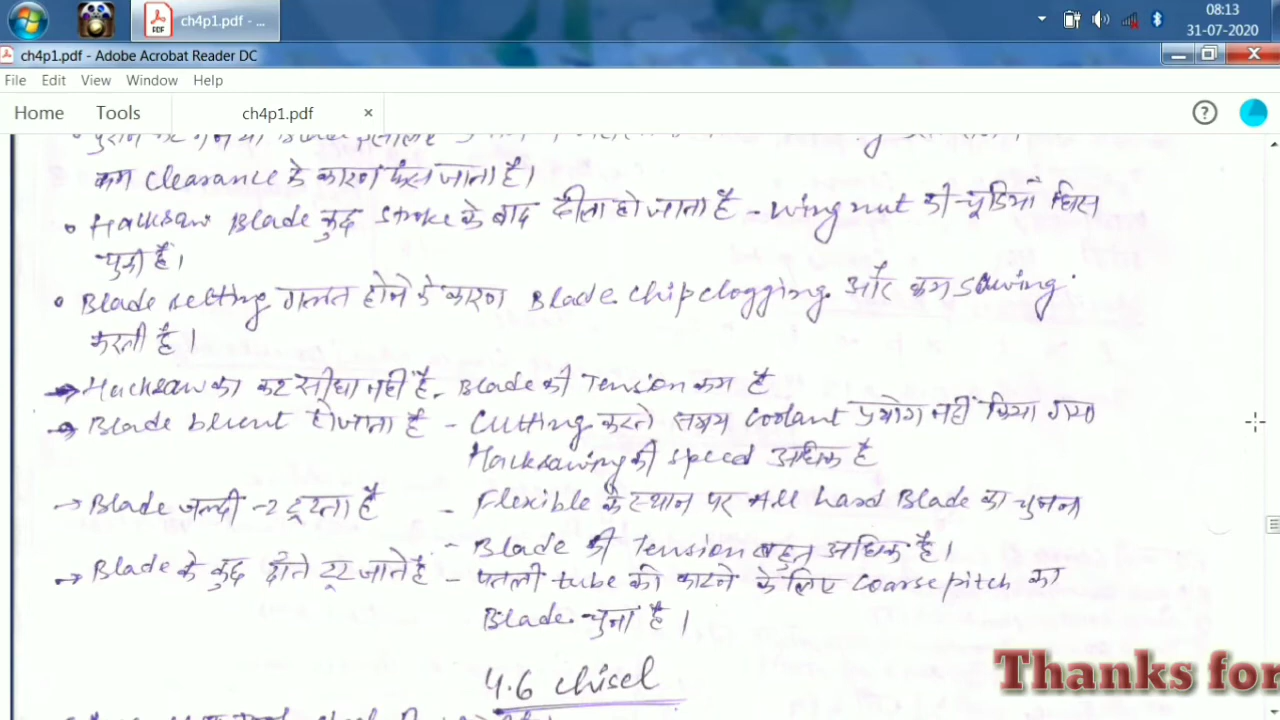 ch4p1.pdf - ...
08:13
31-07-2020
ch4p1.pdf - Adobe Acrobat Reader DC
File Edit View Window Help
Home Tools ch4p1.pdf ×
कम clearance के कारण फंस जाता है।
• Hacksaw Blade कुछ stroke के बाद ढीला हो जाता है - wing nut की चूडियाँ घिस
चुकी है।
• Blade setting गलत होने के कारण Blade chip clogging और कम sawing
करती है।
→ Hacksaw का कट सीधा नहीं है - Blade की Tension कम है
→ Blade blunt हो जाता है - Cutting करते समय coolant प्रयोग नहीं किया गया
Hacksawing की speed अधिक है
→ Blade जल्दी-2 टूटता है - Flexible के स्थान पर All hard Blade का चुनना
- Blade की Tension बहुत अधिक है।
→ Blade के कुछ दाँते टूट जाते है - पतली tube को काटने के लिए coarse pitch का
Blade चुना है।
4.6 chisel
Thanks for